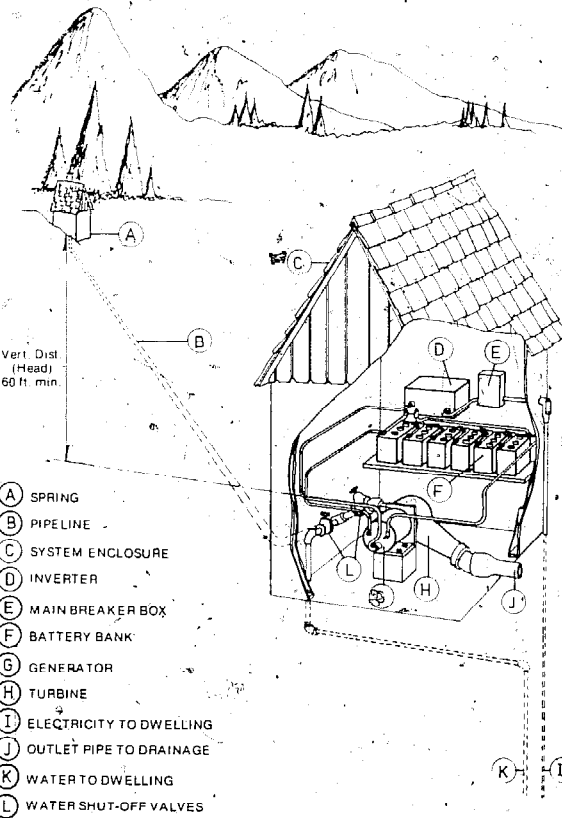 A
C
B
Vert. Dist.
(Head)
60 ft. min.
D
E
F
L
G
H
J
K
I
A SPRING
B PIPELINE
C SYSTEM ENCLOSURE
D INVERTER
E MAIN BREAKER BOX
F BATTERY BANK
G GENERATOR
H TURBINE
I ELECTRICITY TO DWELLING
J OUTLET PIPE TO DRAINAGE
K WATER TO DWELLING
L WATER SHUT-OFF VALVES